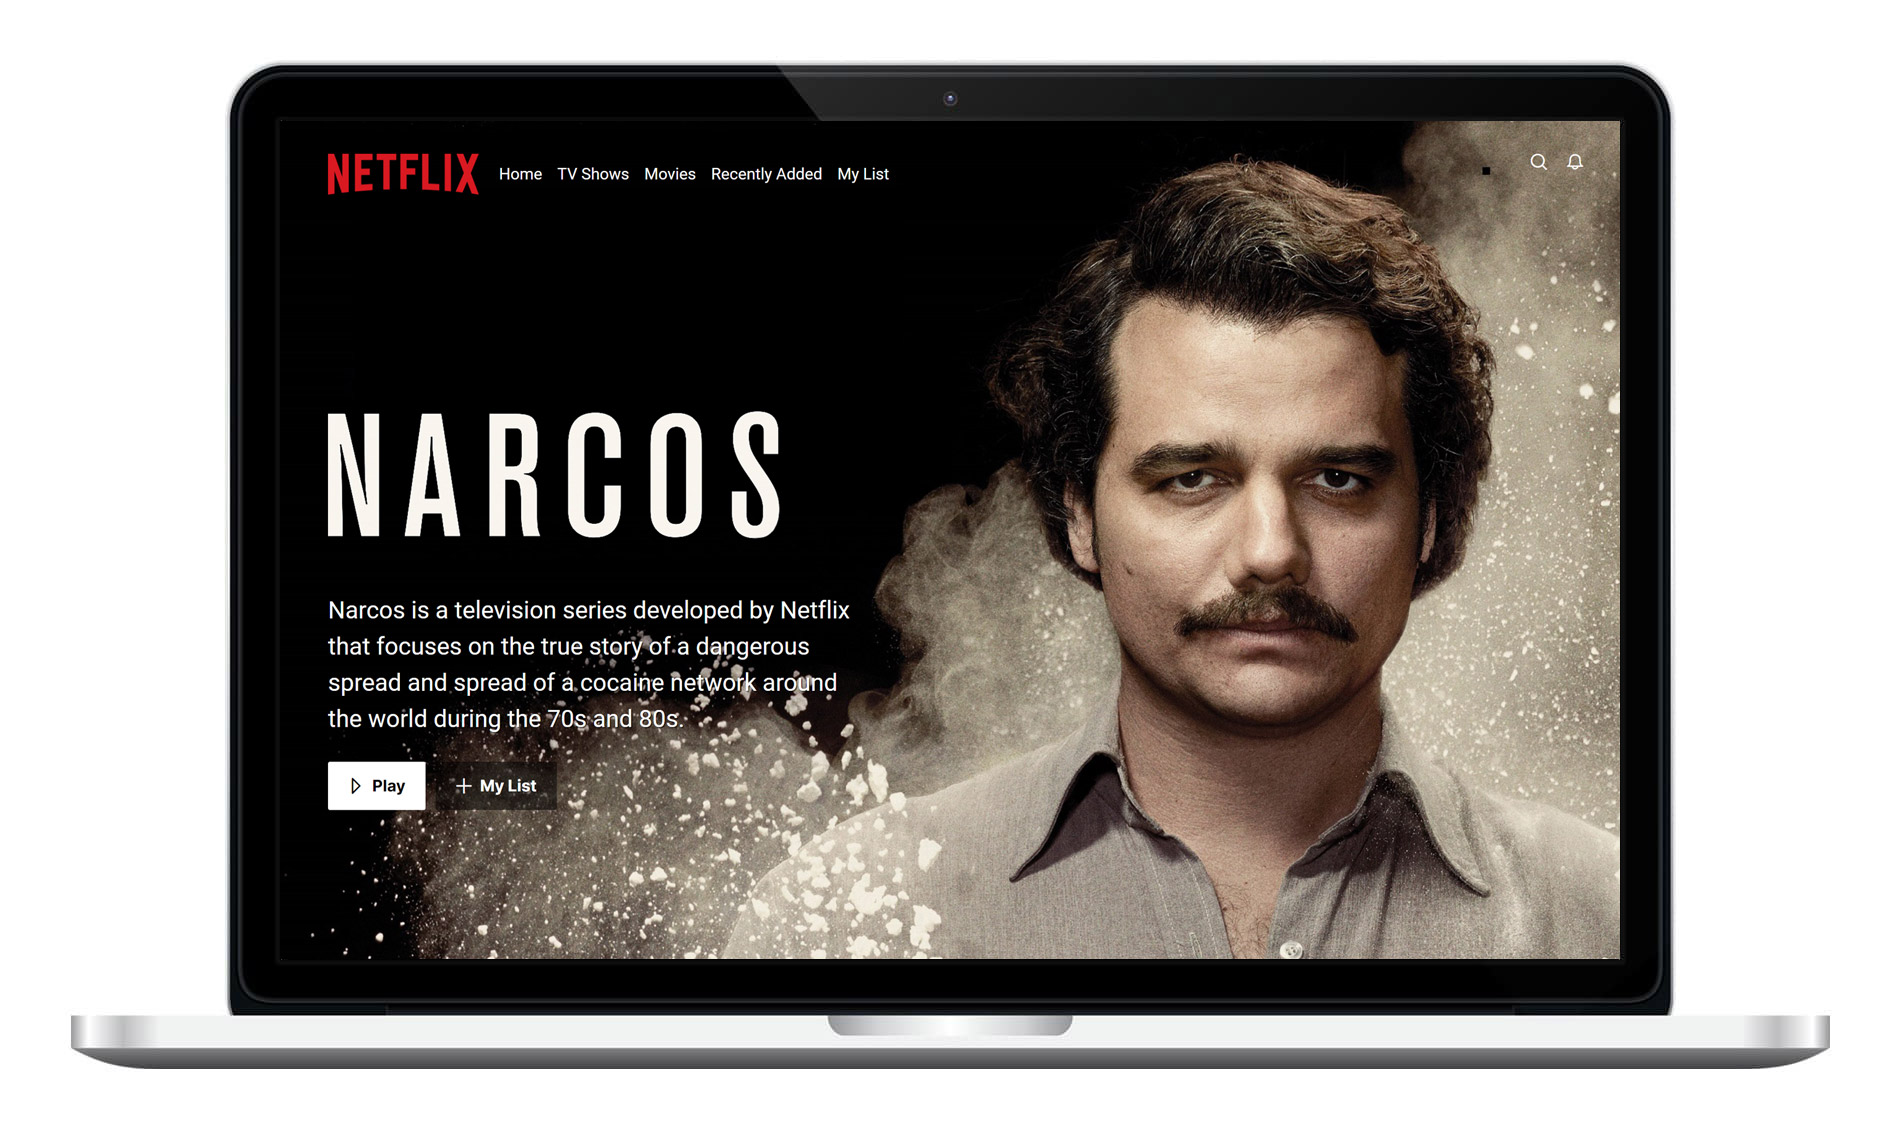 NETFLIX Home TV Shows Movies Recently Added My List
NARCOS
Narcos is a television series developed by Netflix
that focuses on the true story of a dangerous
spread and spread of a cocaine network around
the world during the 70s and 80s.
Play My List